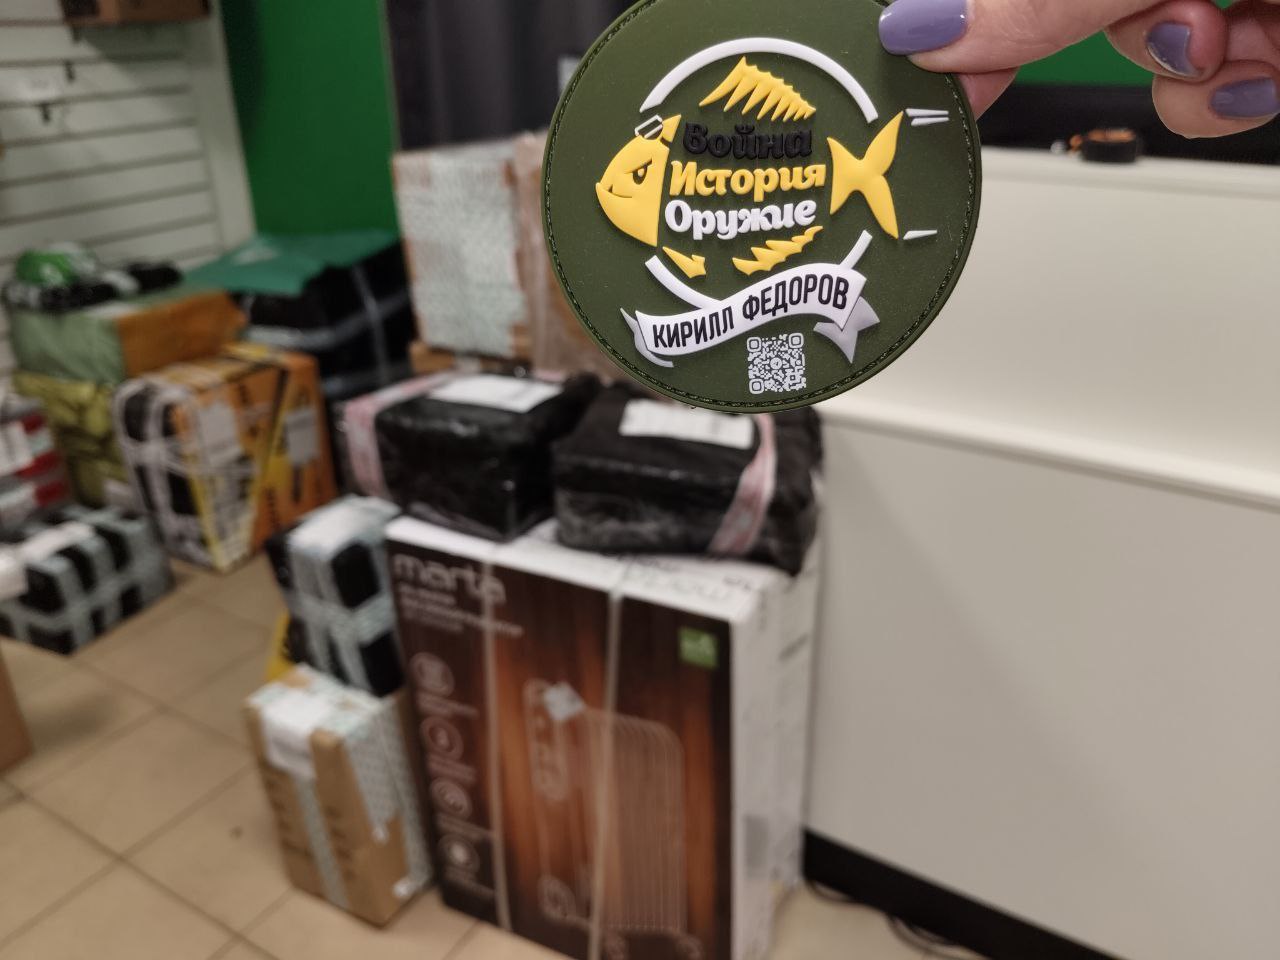 Война
История
Оружие
КИРИЛЛ ФЕДОРОВ
marta